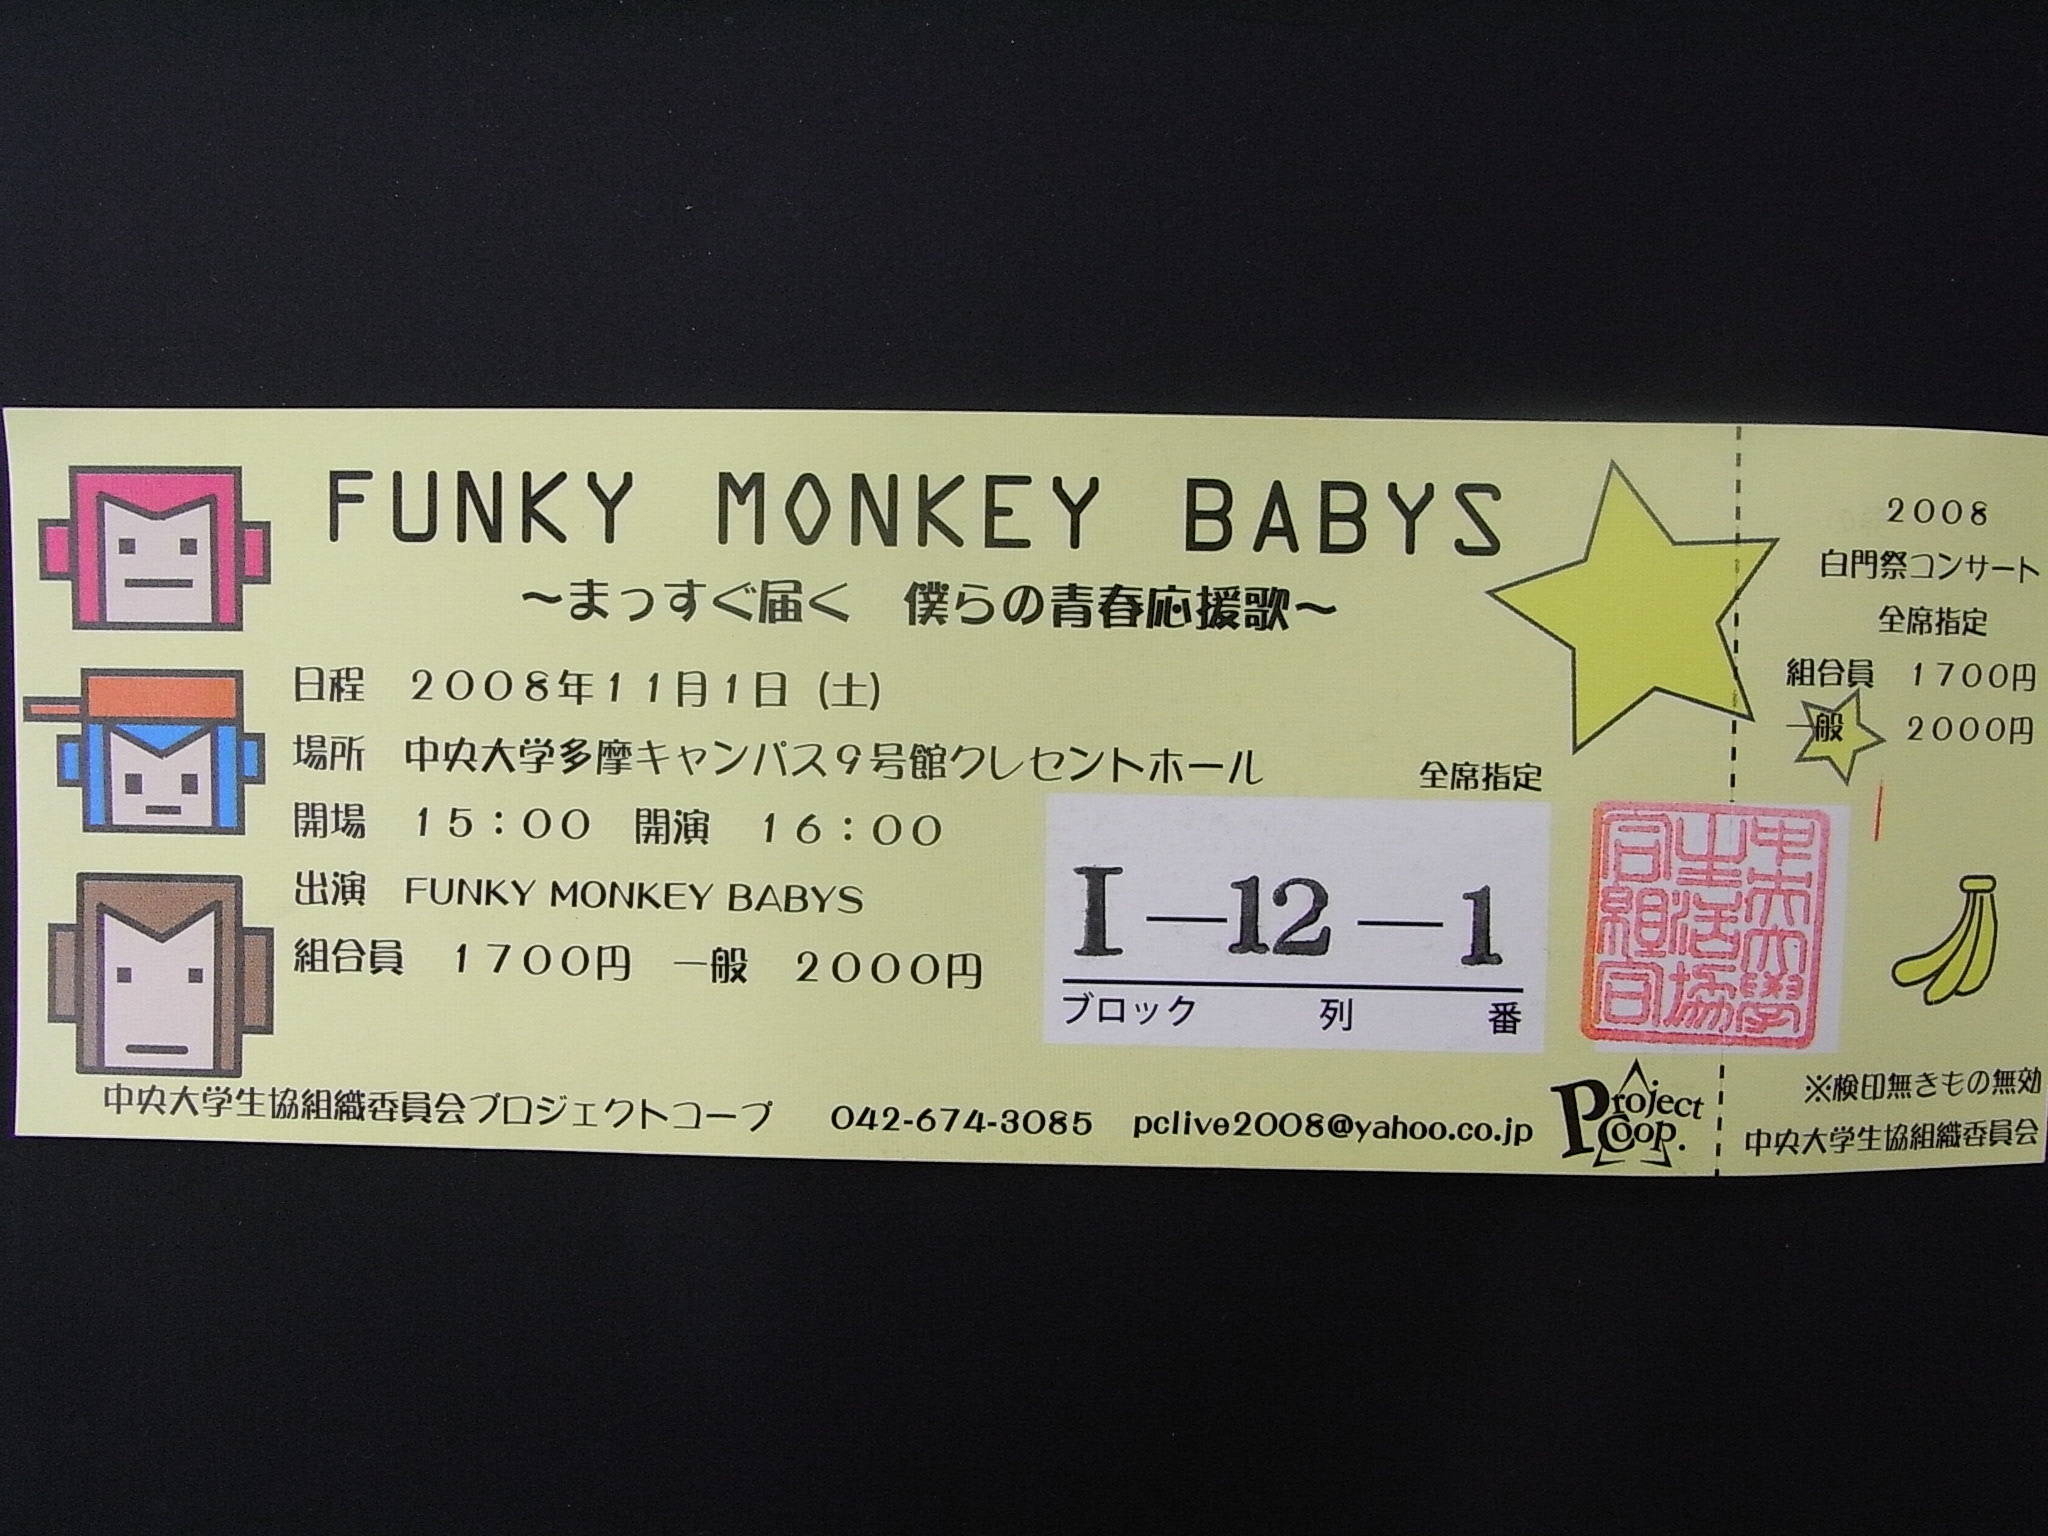 FUNKY MONKEY BABYS
～まっすぐ届く 僕らの青春応援歌～
日程 2008年11月1日 (土)
場所 中央大学多摩キャンパス9号館クレセントホール
開場 15：00 開演 16：00
出演 FUNKY MONKEY BABYS
組合員 1700円 一般 2000円
全席指定
I—12—1
ブロック 列 番
中央大学生協組織委員会プロジェクトコープ 042-674-3085 pclive2008@yahoo.co.jp
Project
Coop.
2008
白門祭コンサート
全席指定
組合員 1700円
一般 2000円
※検印無きもの無効
中央大学生協組織委員会